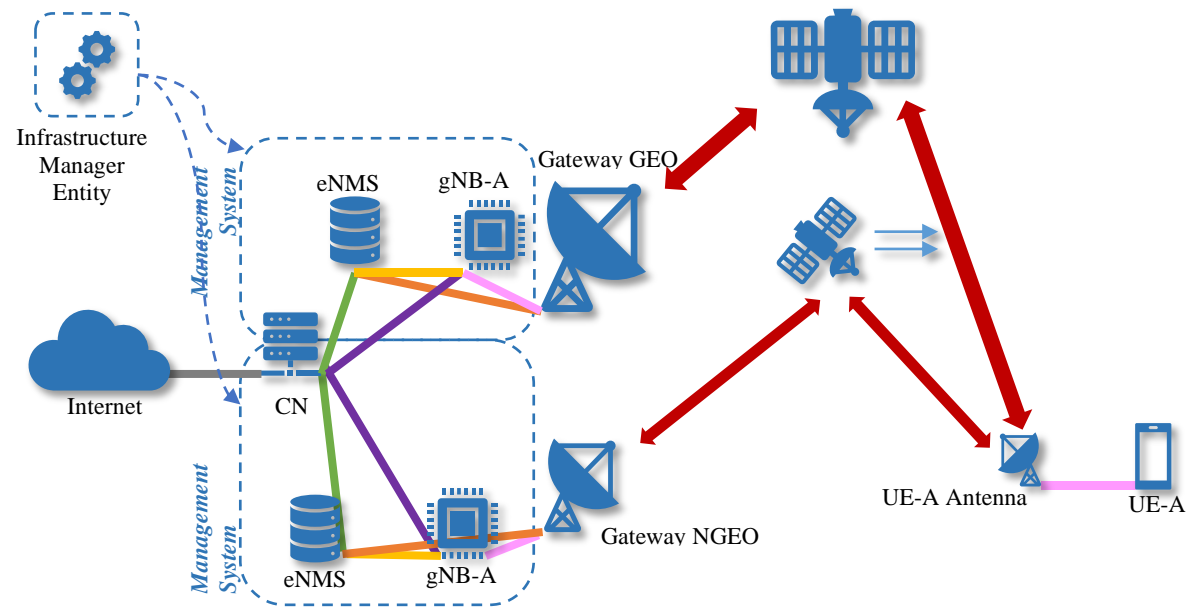 Infrastructure
Manager
Entity
Management
System
eNMS
gNB-A
Gateway GEO
Internet
CN
Management
System
eNMS
gNB-A
Gateway NGEO
UE-A Antenna
UE-A